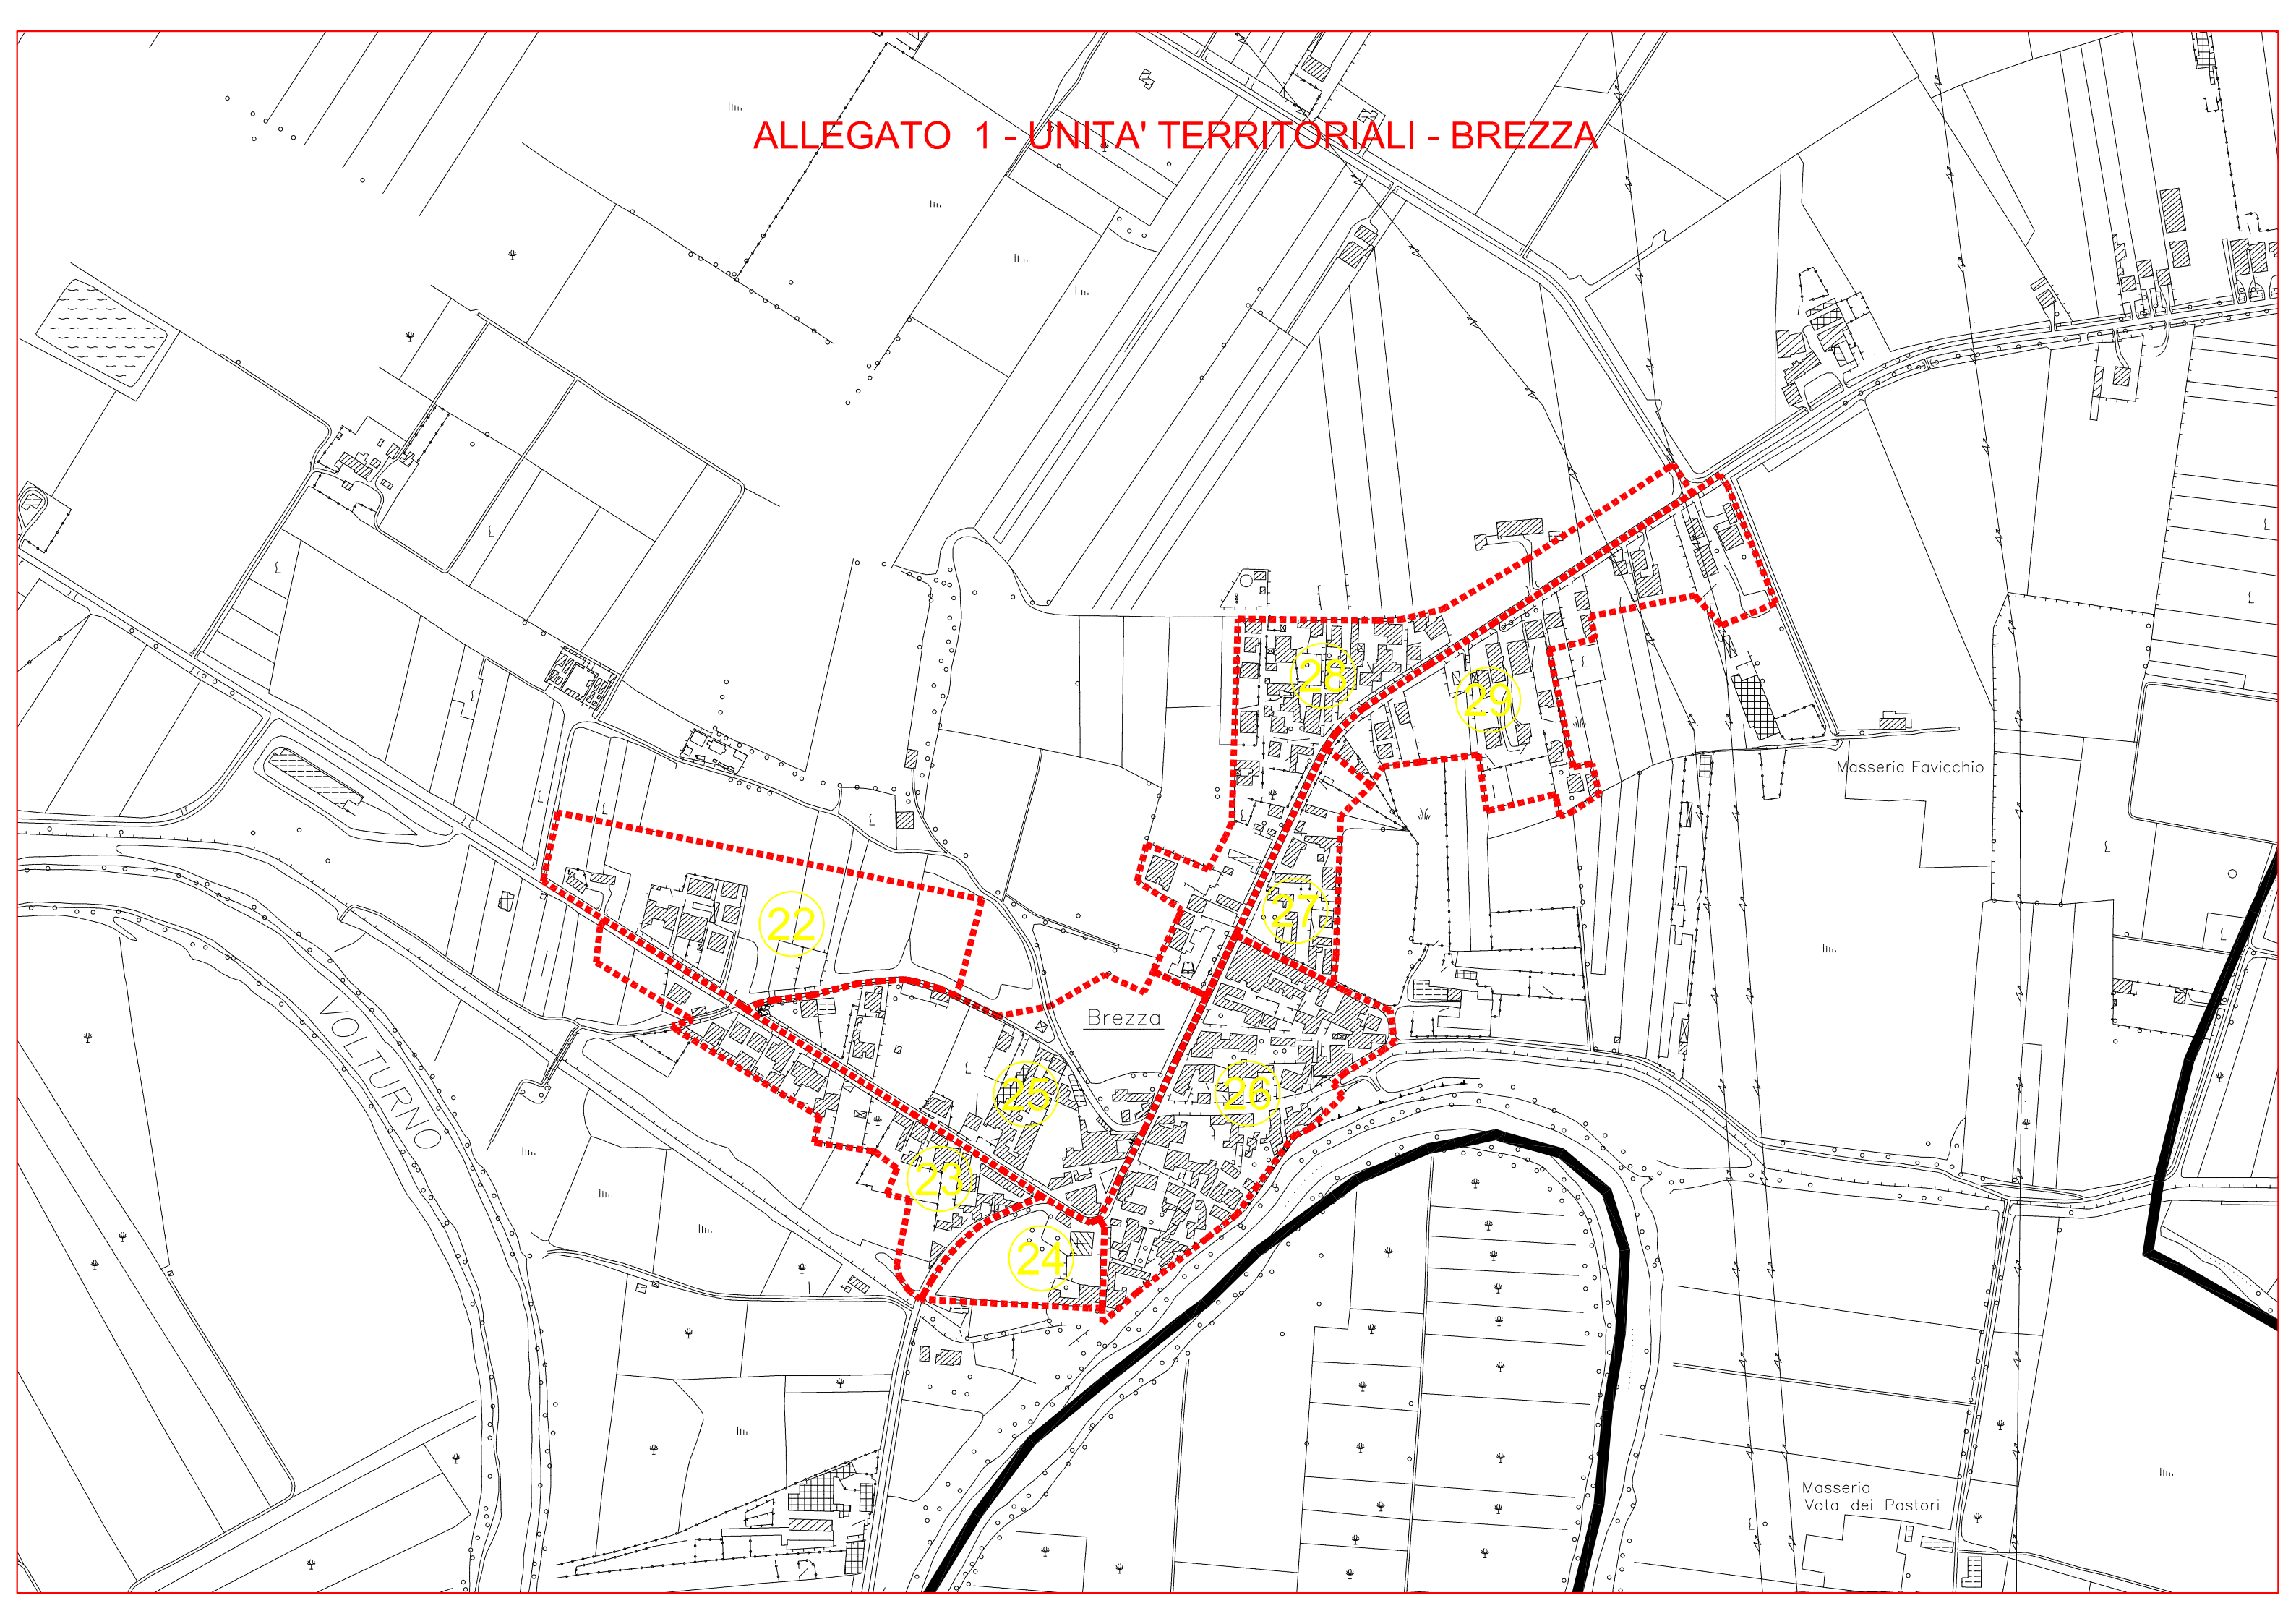 ALLEGATO 1 - UNITA' TERRITORIALI - BREZZA
28
29
Masseria Favicchio
22
27
VOLTURNO
Brezza
25
26
23
24
Masseria
Vota dei Pastori